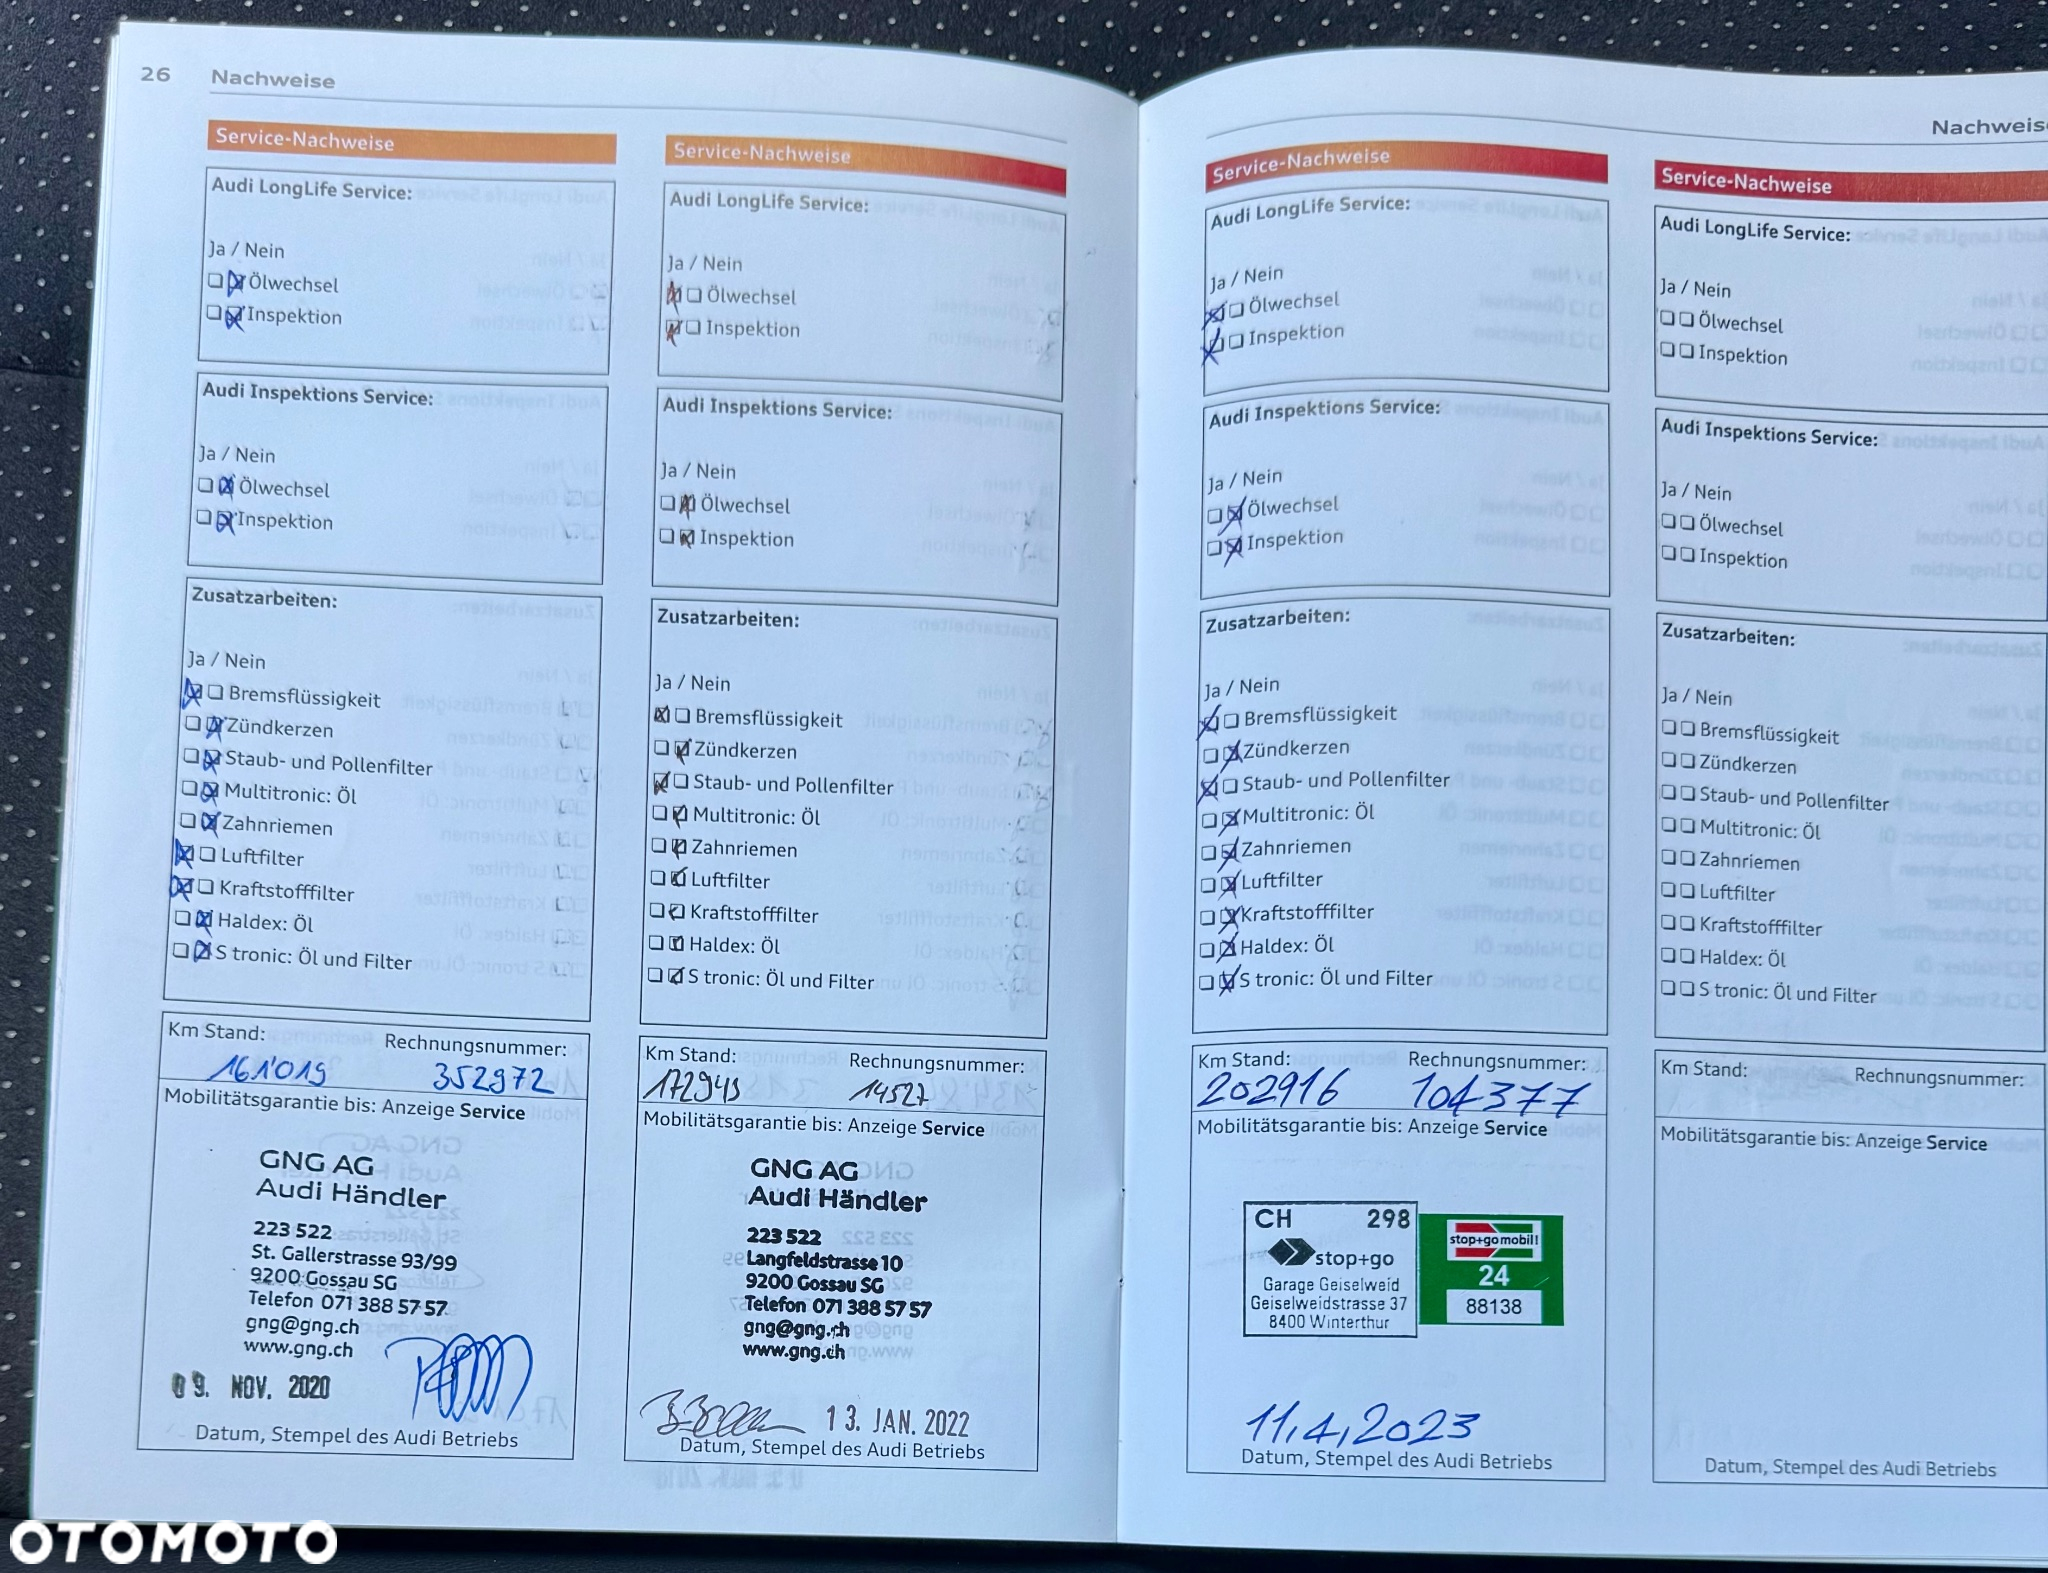 26 Nachweise
Service-Nachweise
Audi LongLife Service:
Ja / Nein
Ölwechsel
Inspektion
Audi Inspektions Service:
Ja / Nein
Ölwechsel
Inspektion
Zusatzarbeiten:
Ja / Nein
Bremsflüssigkeit
Zündkerzen
Staub- und Pollenfilter
Multitronic: Öl
Zahnriemen
Luftfilter
Kraftstofffilter
Haldex: Öl
S tronic: Öl und Filter
Km Stand: Rechnungsnummer:
161'019 352972
Mobilitätsgarantie bis: Anzeige Service
GNG AG
Audi Händler
223 522
St. Gallerstrasse 93/99
9200 Gossau SG
Telefon 071 388 57 57
gng@gng.ch
www.gng.ch
09. NOV. 2020
Datum, Stempel des Audi Betriebs
Service-Nachweise
Audi LongLife Service:
Ja / Nein
Ölwechsel
Inspektion
Audi Inspektions Service:
Ja / Nein
Ölwechsel
Inspektion
Zusatzarbeiten:
Ja / Nein
Bremsflüssigkeit
Zündkerzen
Staub- und Pollenfilter
Multitronic: Öl
Zahnriemen
Luftfilter
Kraftstofffilter
Haldex: Öl
S tronic: Öl und Filter
Km Stand: Rechnungsnummer:
172943 14527
Mobilitätsgarantie bis: Anzeige Service
GNG AG
Audi Händler
223 522
Langfeldstrasse 10
9200 Gossau SG
Telefon 071 388 57 57
gng@gng.ch
www.gng.ch
13. JAN. 2022
Datum, Stempel des Audi Betriebs
Nachweise
Service-Nachweise
Audi LongLife Service:
Ja / Nein
Ölwechsel
Inspektion
Audi Inspektions Service:
Ja / Nein
Ölwechsel
Inspektion
Zusatzarbeiten:
Ja / Nein
Bremsflüssigkeit
Zündkerzen
Staub- und Pollenfilter
Multitronic: Öl
Zahnriemen
Luftfilter
Kraftstofffilter
Haldex: Öl
S tronic: Öl und Filter
Km Stand: Rechnungsnummer:
202916 104377
Mobilitätsgarantie bis: Anzeige Service
CH 298
stop+go
Garage Geiselweid
Geiselweidstrasse 37
8400 Winterthur
stop+go mobil!
24
88138
11.4.2023
Datum, Stempel des Audi Betriebs
Service-Nachweise
Audi LongLife Service:
Ja / Nein
Ölwechsel
Inspektion
Audi Inspektions Service:
Ja / Nein
Ölwechsel
Inspektion
Zusatzarbeiten:
Ja / Nein
Bremsflüssigkeit
Zündkerzen
Staub- und Pollenfilter
Multitronic: Öl
Zahnriemen
Luftfilter
Kraftstofffilter
Haldex: Öl
S tronic: Öl und Filter
Km Stand: Rechnungsnummer:
Mobilitätsgarantie bis: Anzeige Service
Datum, Stempel des Audi Betriebs
OTOMOTO